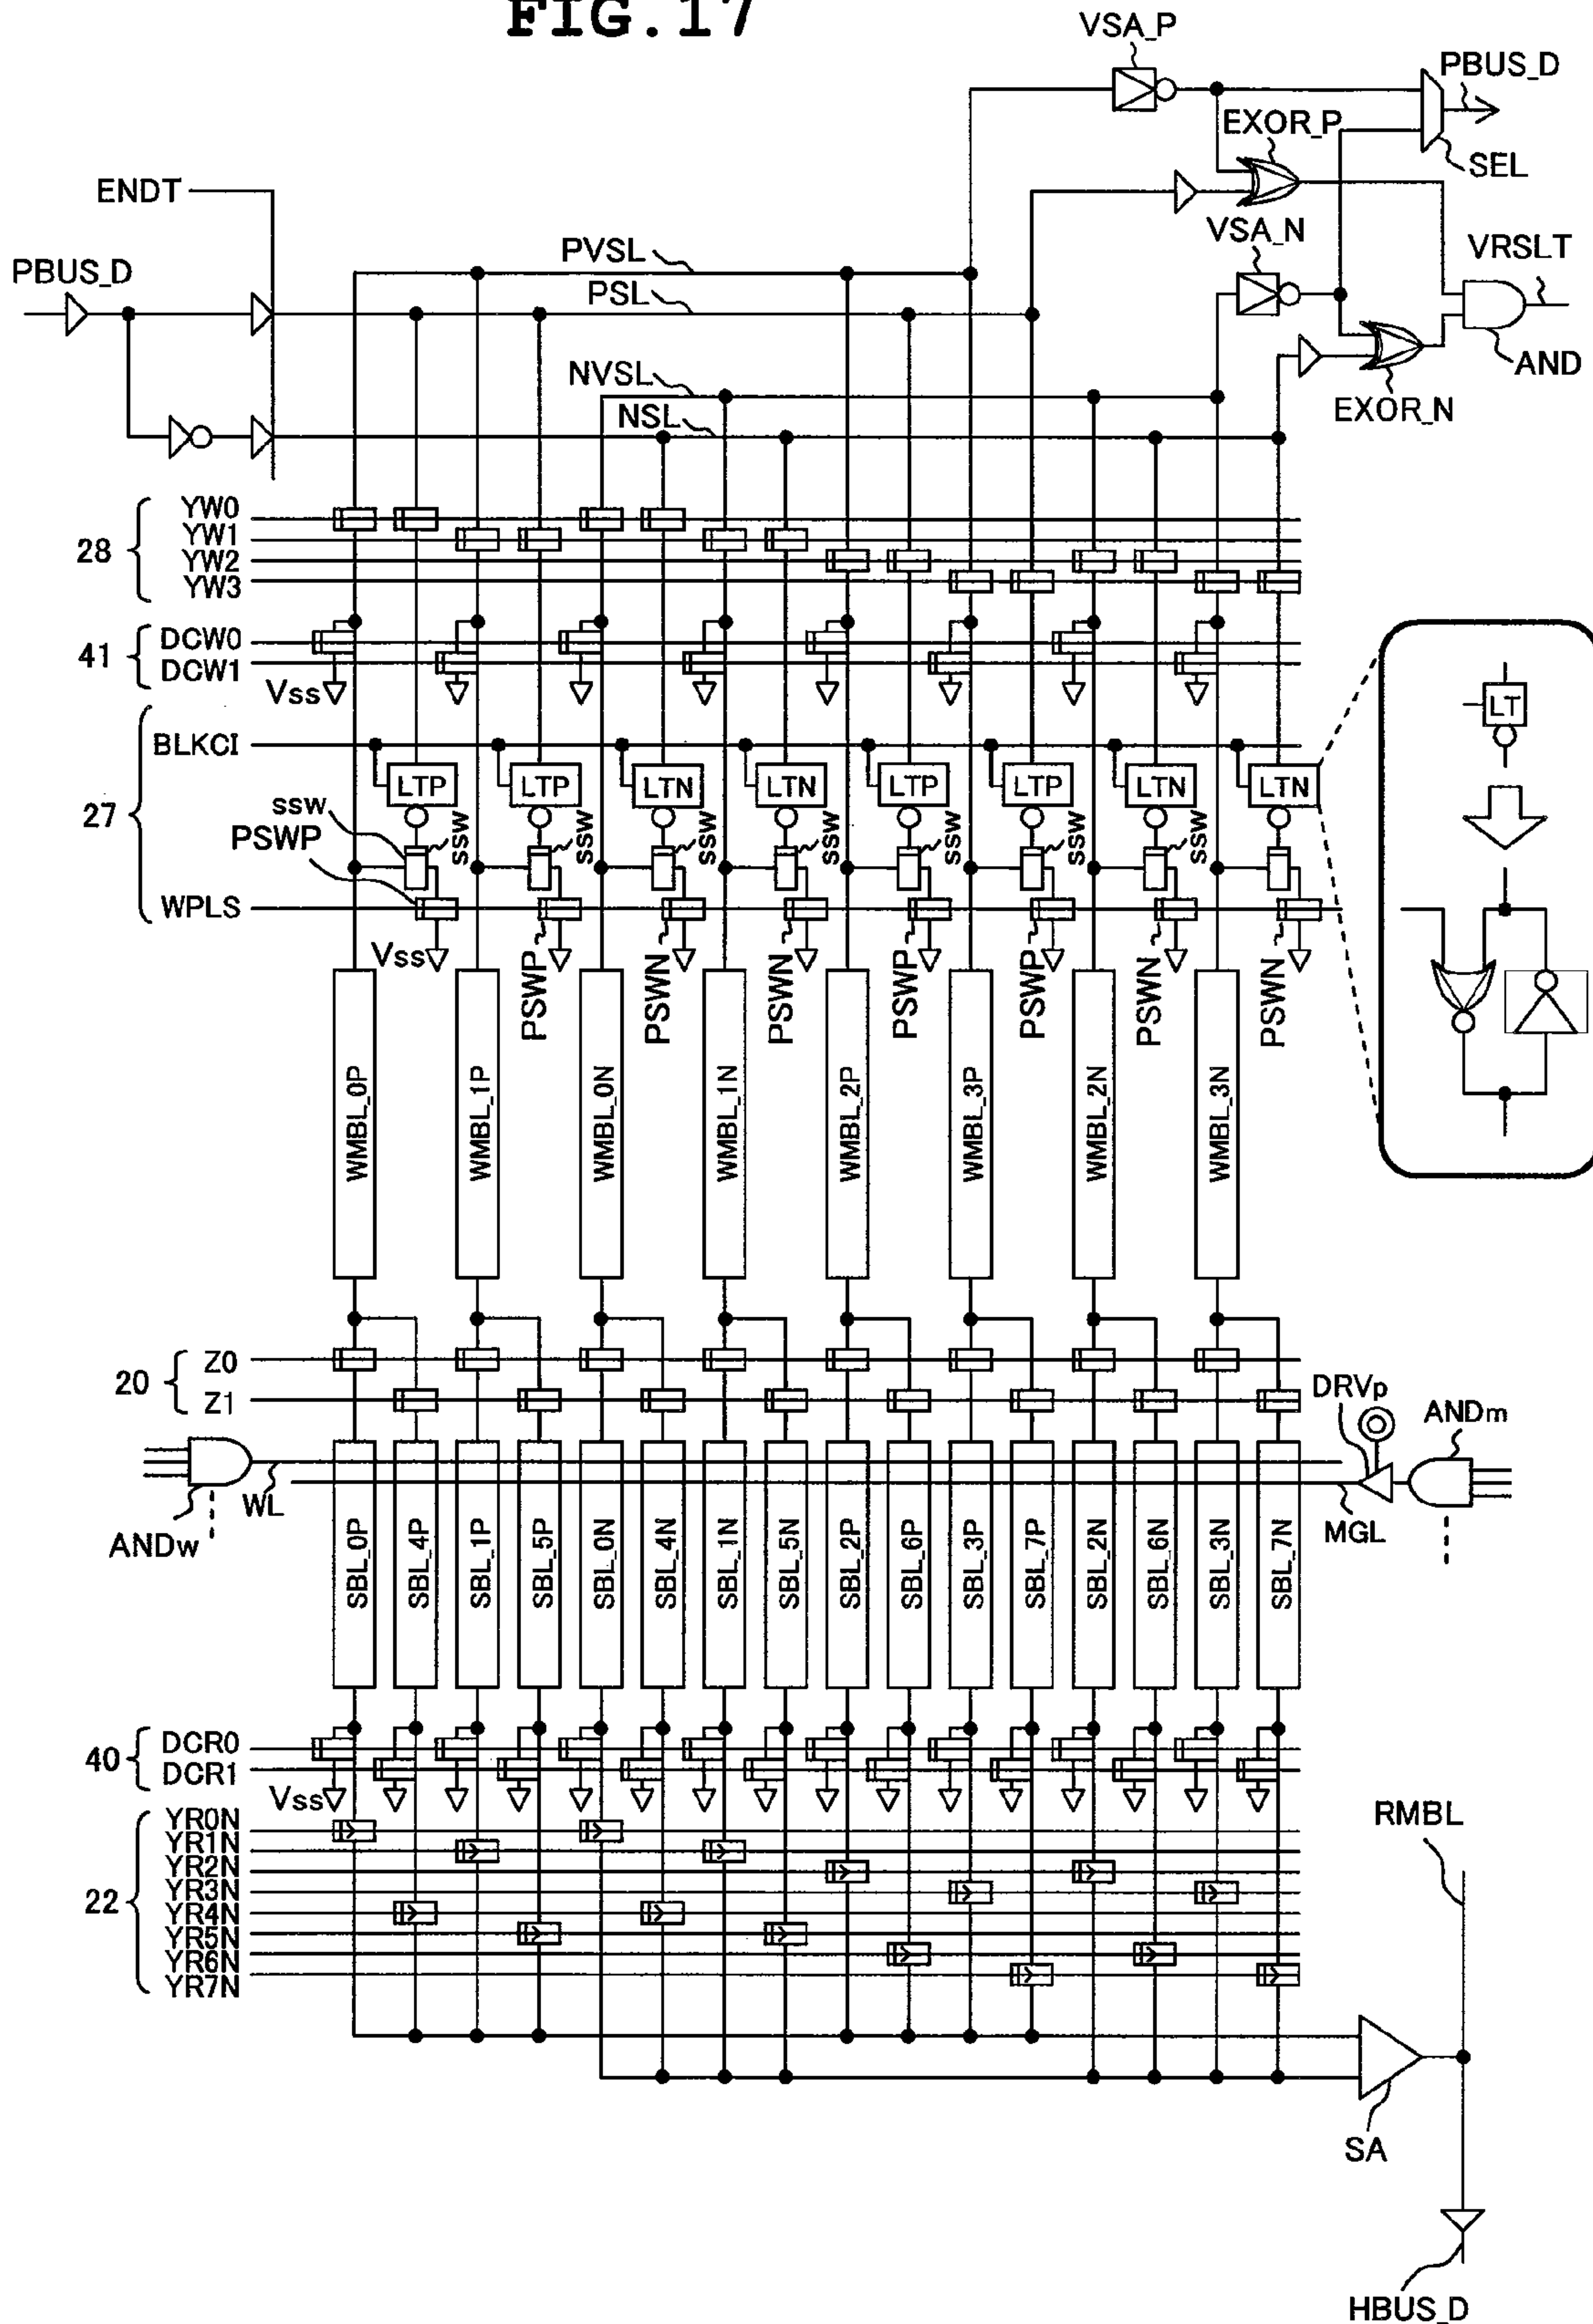 FIG.17
VSA_P
PBUS_D
EXOR_P
SEL
ENDT
VSA_N
VRSLT
PVSL
PBUS_D
PSL
AND
NVSL
EXOR_N
NSL
28
YW0
YW1
YW2
YW3
41
DCW0
DCW1
Vss
LT
27
BLKCI
LTP LTP LTN LTN LTP LTP LTN LTN
ssw
ssw ssw ssw ssw ssw ssw ssw
PSWP
WPLS
Vss
PSWP PSWN PSWN PSWP PSWP PSWN PSWN
WMBL_0P WMBL_1P WMBL_0N WMBL_1N WMBL_2P WMBL_3P WMBL_2N WMBL_3N
20
Z0
Z1
DRVp
ANDm
WL
ANDw
MGL
SBL_0P SBL_4P SBL_1P SBL_5P SBL_0N SBL_4N SBL_1N SBL_5N SBL_2P SBL_6P SBL_3P SBL_7P SBL_2N SBL_6N SBL_3N SBL_7N
40
DCR0
DCR1
Vss
22
YR0N
YR1N
YR2N
YR3N
YR4N
YR5N
YR6N
YR7N
RMBL
SA
HBUS_D